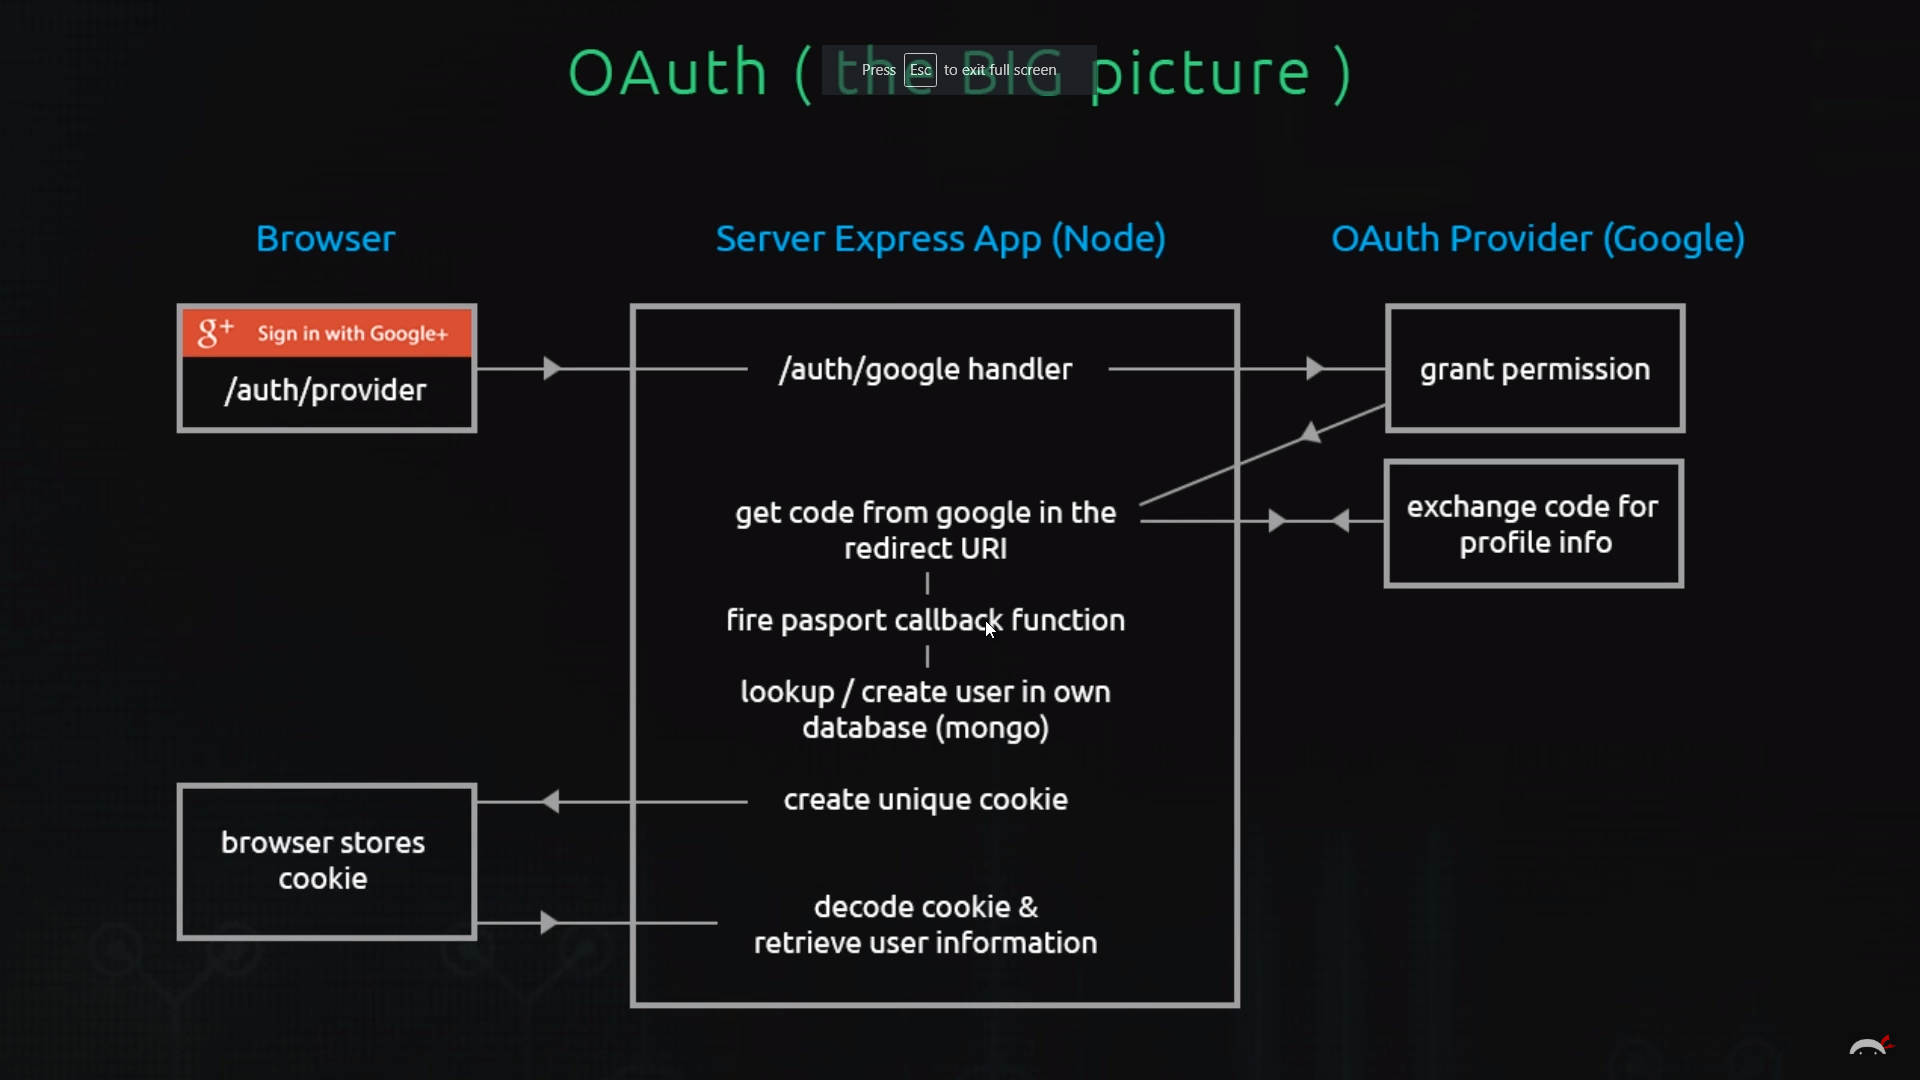 OAuth ( the BIG picture )
Press Esc to exit full screen
Browser
Server Express App (Node)
OAuth Provider (Google)
g+ Sign in with Google+
/auth/provider
/auth/google handler
grant permission
get code from google in the
redirect URI
exchange code for
profile info
fire pasport callback function
lookup / create user in own
database (mongo)
create unique cookie
browser stores
cookie
decode cookie &
retrieve user information